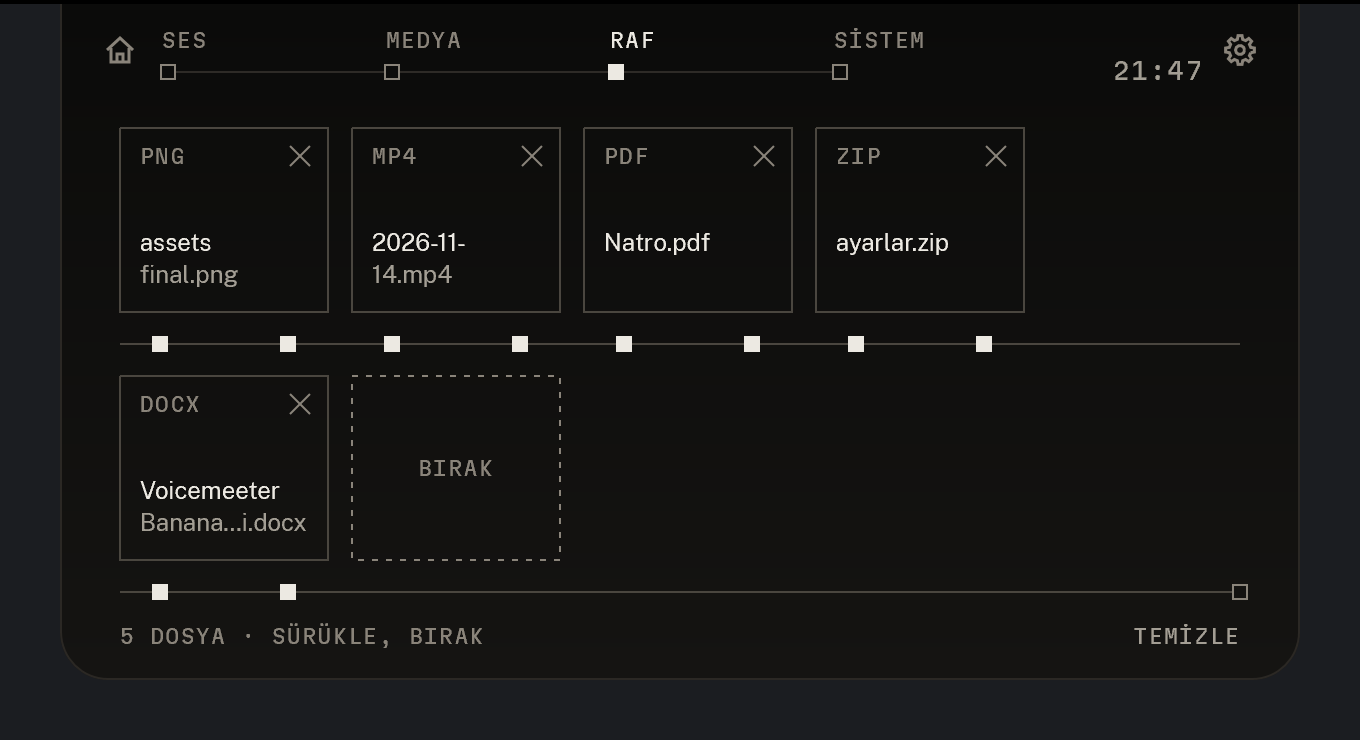 SES MEDYA RAF SİSTEM
21:47
PNG MP4 PDF ZIP
assets
final.png
2026-11-
14.mp4
Natro.pdf
ayarlar.zip
DOCX
Voicemeeter
Banana...i.docx
BIRAK
5 DOSYA · SÜRÜKLE, BIRAK
TEMİZLE